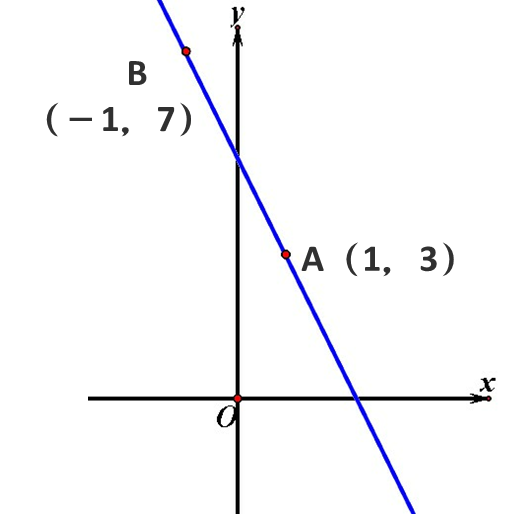 y
B
(－1, 7)
A (1, 3)
x
O